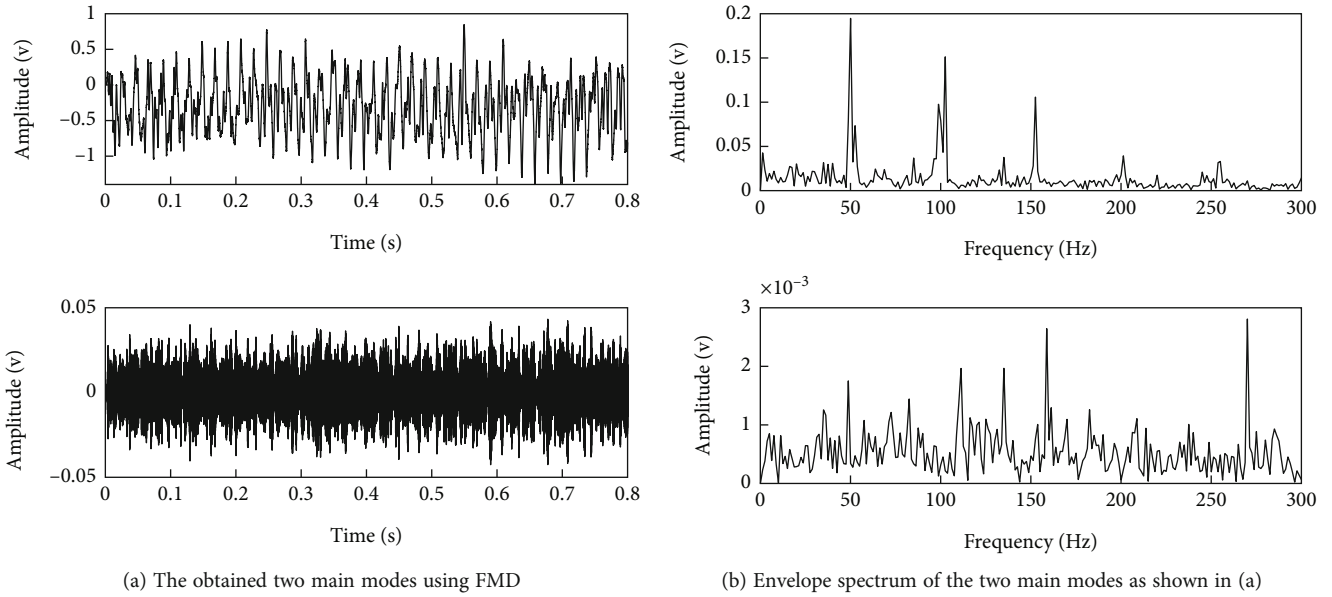 1
0.5
0
−0.5
−1
Amplitude (v)
0 0.1 0.2 0.3 0.4 0.5 0.6 0.7 0.8
Time (s)
0.05
0
−0.05
Amplitude (v)
0 0.1 0.2 0.3 0.4 0.5 0.6 0.7 0.8
Time (s)
(a) The obtained two main modes using FMD
0.2
0.15
0.1
0.05
0
Amplitude (v)
0 50 100 150 200 250 300
Frequency (Hz)
×10⁻³
3
2
1
0
Amplitude (v)
0 50 100 150 200 250 300
Frequency (Hz)
(b) Envelope spectrum of the two main modes as shown in (a)